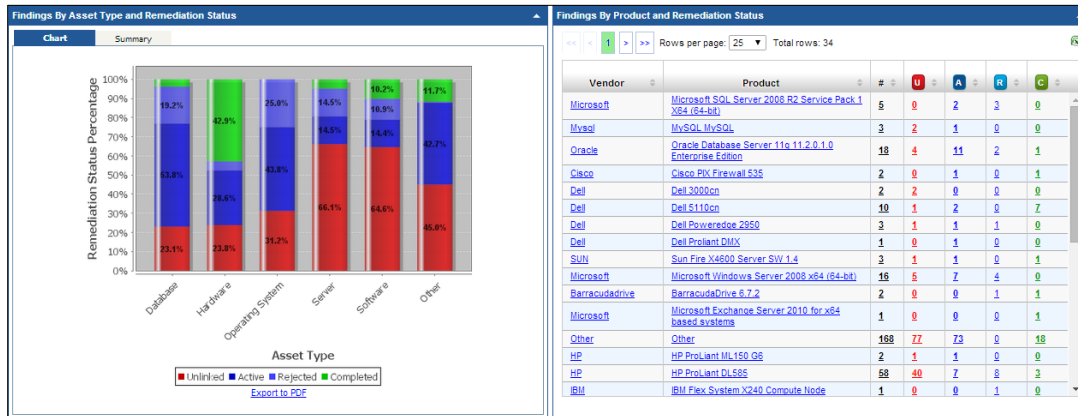 Findings By Asset Type and Remediation Status
Chart
Summary
Remediation Status Percentage
100%
90%
80%
70%
60%
50%
40%
30%
20%
10%
0%
19.2%
53.8%
23.1%
42.9%
28.6%
23.8%
25.0%
43.8%
31.2%
14.5%
14.5%
66.1%
10.2%
10.9%
14.4%
64.6%
11.7%
42.7%
45.0%
Database
Hardware
Operating System
Server
Software
Other
Asset Type
Unlinked Active Rejected Completed
Export to PDF
Findings By Product and Remediation Status
<< < 1 > >> Rows per page: 25 Total rows: 34
Vendor Product # U A R C
Microsoft Microsoft SQL Server 2008 R2 Service Pack 1 5 0 2 3 0
X64 (64-bit)
Mysql MySQL MySQL 3 2 1 0 0
Oracle Oracle Database Server 11g 11.2.0.1.0 18 4 11 2 1
Enterprise Edition
Cisco Cisco PIX Firewall 535 2 0 1 0 1
Dell Dell 3000cn 2 2 0 0 0
Dell Dell 5110cn 10 1 2 0 7
Dell Dell Poweredge 2950 3 1 1 1 0
Dell Dell Proliant DMX 1 0 1 0 0
SUN Sun Fire X4600 Server SW 1.4 3 1 1 0 1
Microsoft Microsoft Windows Server 2008 x64 (64-bit) 16 5 7 4 0
Barracudadrive BarracudaDrive 6.7.2 2 0 0 1 1
Microsoft Microsoft Exchange Server 2010 for x64 1 0 0 0 1
based systems
Other Other 168 77 73 0 18
HP HP ProLiant ML150 G6 2 1 1 0 0
HP HP ProLiant DL585 58 40 7 8 3
IBM IBM Flex System X240 Compute Node 1 0 0 1 0